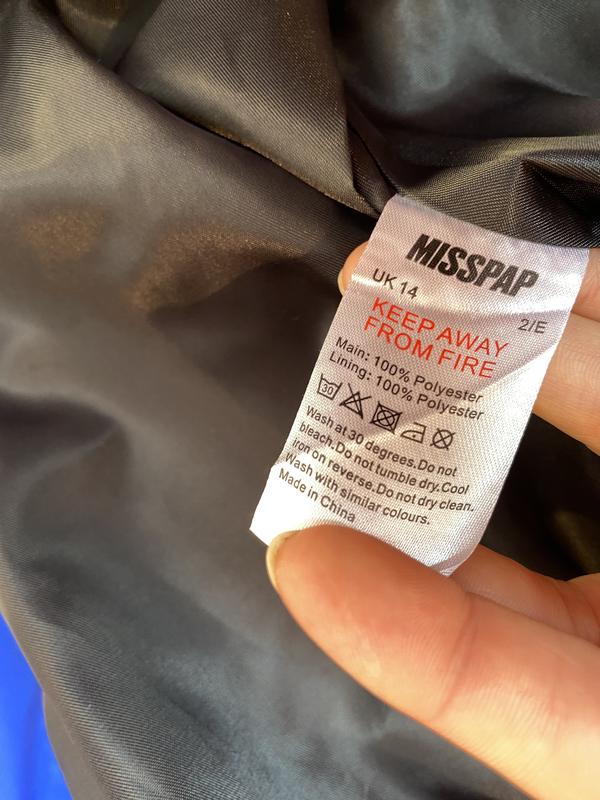 MISSPAP
UK 14
2/E
KEEP AWAY
FROM FIRE
Main: 100% Polyester
Lining: 100% Polyester
30
Wash at 30 degrees.Do not
bleach.Do not tumble dry.Cool
iron on reverse.Do not dry clean.
Wash with similar colours.
Made in China